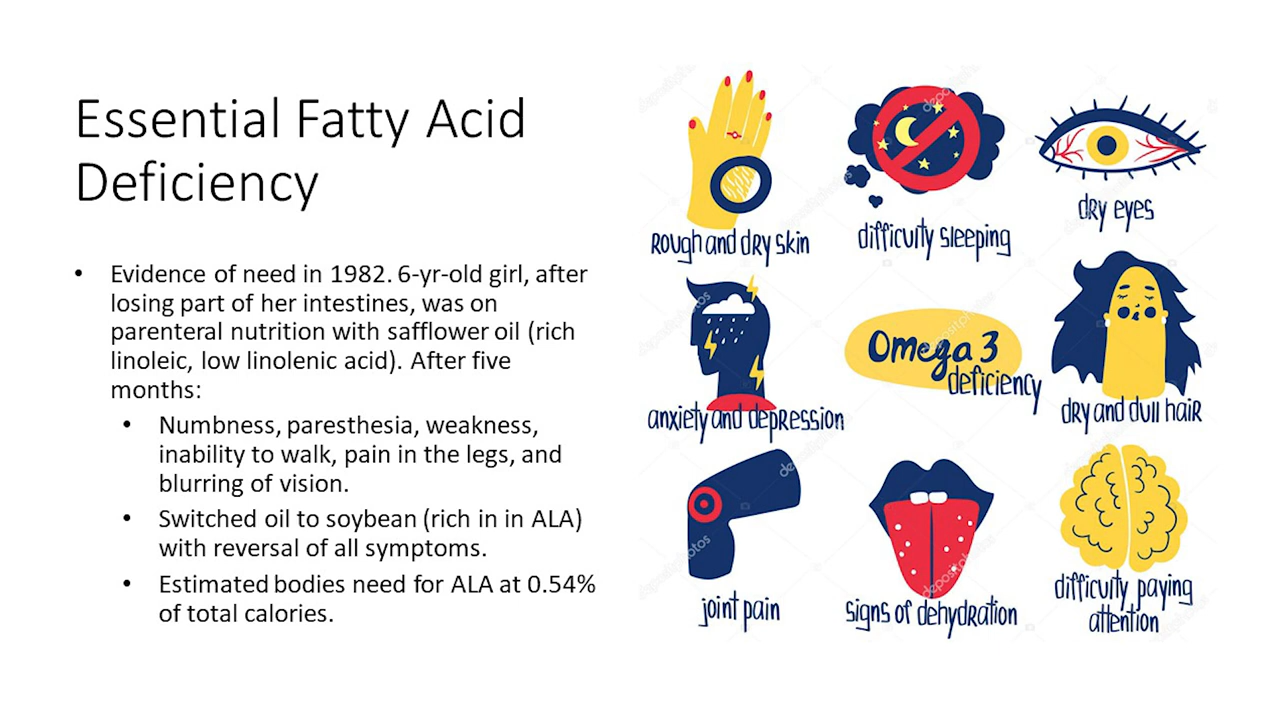 Essential Fatty Acid
Deficiency
• Evidence of need in 1982. 6-yr-old girl, after
losing part of her intestines, was on
parenteral nutrition with safflower oil (rich
linoleic, low linolenic acid). After five
months:
• Numbness, paresthesia, weakness,
inability to walk, pain in the legs, and
blurring of vision.
• Switched oil to soybean (rich in in ALA)
with reversal of all symptoms.
• Estimated bodies need for ALA at 0.54%
of total calories.
Rough and dry skin
difficulty sleeping
dry eyes
anxiety and depression
Omega 3
deficiency
dry and dull hair
joint pain
signs of dehydration
difficulty paying
attention
depositphotos